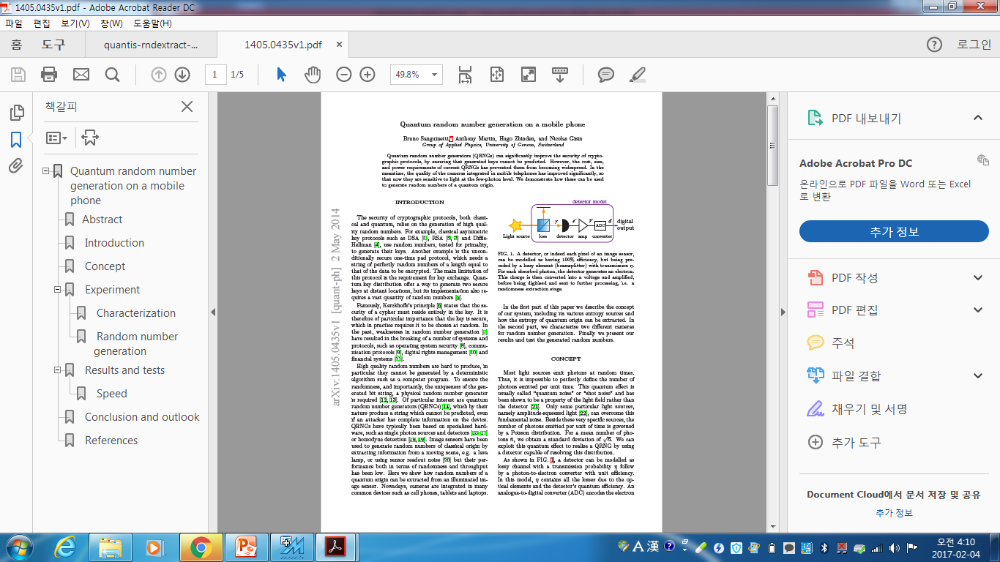 1405.0435v1.pdf - Adobe Acrobat Reader DC
파일 편집 보기(V) 창(W) 도움말(H)
홈 도구 quantis-rndextract-... 1405.0435v1.pdf × ? 로그인
1 1/5 49.8%
책갈피
Quantum random number
generation on a mobile
phone
Abstract
Introduction
Concept
Experiment
Characterization
Random number
generation
Results and tests
Speed
Conclusion and outlook
References
arXiv:1405.0435v1 [quant-ph] 2 May 2014
Quantum random number generation on a mobile phone
Bruno Sanguinetti,* Anthony Martin, Hugo Zbinden, and Nicolas Gisin
Group of Applied Physics, University of Geneva, Switzerland
Quantum random number generators (QRNGs) can significantly improve the security of crypto-
graphic protocols, by ensuring that generated keys cannot be predicted. However, the cost, size,
and power requirements of current QRNGs has prevented them from becoming widespread. In the
meantime, the quality of the cameras integrated in mobile telephones has improved significantly, so
that now they are sensitive to light at the few-photon level. We demonstrate how these can be used
to generate random numbers of a quantum origin.
INTRODUCTION
The security of cryptographic protocols, both classi-
cal and quantum, relies on the generation of high qual-
ity random numbers. For example, classical asymmetric
key protocols such as DSA [1], RSA [2, 3] and Diffie-
Hellman [4], use random numbers, tested for primality,
to generate their keys. Another example is the uncon-
ditionally secure one-time pad protocol, which needs a
string of perfectly random numbers of a length equal to
that of the data to be encrypted. The main limitation of
this protocol is the requirement for key exchange. Quan-
tum key distribution offer a way to generate two secure
keys at distant locations, but its implementation also re-
quires a vast quantity of random numbers [5].
Famously, Kerckhoffs's principle [6] states that the se-
curity of a cypher must reside entirely in the key. It is
therefore of particular importance that the key is secure,
which in practice requires it to be chosen at random. In
the past, weaknesses in random number generation [7]
have resulted in the breaking of a number of systems and
protocols, such as operating system security [8], commu-
nication protocols [9], digital rights management [10] and
financial systems [11].
High quality random numbers are hard to produce, in
particular they cannot be generated by a deterministic
algorithm such as a computer program. To ensure the
randomness, and importantly, the uniqueness of the gen-
erated bit string, a physical random number generator
is required [12, 13]. Of particular interest are quantum
random number generators (QRNGs) [14], which by their
nature produce a string which cannot be predicted, even
if an attacker has complete information on the device.
QRNGs have typically been based on specialised hard-
ware, such as single photon sources and detectors [15–17]
or homodyne detection [18, 19]. Image sensors have been
used to generate random numbers of classical origin by
extracting information from a moving scene, e.g. a lava
lamp, or using sensor readout noise [20] but their per-
formance both in terms of randomness and throughput
has been low. Here we show how random numbers of a
quantum origin can be extracted from an illuminated im-
age sensor. Nowadays, cameras are integrated in many
common devices such as cell phones, tablets and laptops.
detector model
γ e⁻ V d digital
output
ADC
Light source loss detector amp converter
FIG. 1. A detector, or indeed each pixel of an image sensor,
can be modelled as having 100% efficiency, but being pre-
ceded by a lossy element (beamsplitter) with transmission η.
For each absorbed photon, the detector generates an electron.
This charge is then converted into a voltage and amplified,
before being digitised and sent to further processing, i.e. a
randomness extraction stage.
In the first part of this paper we describe the concept
of our system, including its various entropy sources and
how the entropy of quantum origin can be extracted. In
the second part, we characterise two different cameras
for random number generation. Finally we present our
results and test the generated random numbers.
CONCEPT
Most light sources emit photons at random times.
Thus, it is impossible to perfectly define the number of
photons emitted per unit time. This quantum effect is
usually called "quantum noise" or "shot noise" and has
been shown to be a property of the light field rather than
the detector [21]. Only some particular light sources,
namely amplitude-squeezed light [22], can overcome this
fundamental noise. Beside these very specific sources, the
number of photons emitted per unit of time is governed
by a Poisson distribution. For a mean number of pho-
tons n̄, we obtain a standard deviation of √n̄. We can
exploit this quantum effect to realise a QRNG by using
a detector capable of resolving this distribution.
As shown in FIG. 1, a detector can be modelled as
lossy channel with a transmission probability η follow
by a photon-to-electron converter with unit efficiency.
In this model, η contains all the losses due to the op-
tical elements and the detector's quantum efficiency. An
analogue-to-digital converter (ADC) encodes the electron
PDF 내보내기
Adobe Acrobat Pro DC
온라인으로 PDF 파일을 Word 또는 Excel
로 변환
추가 정보
PDF 작성
PDF 편집
주석
파일 결합
채우기 및 서명
추가 도구
Document Cloud에서 문서 저장 및 공유
추가 정보
A 漢 ?
오전 4:10
2017-02-04